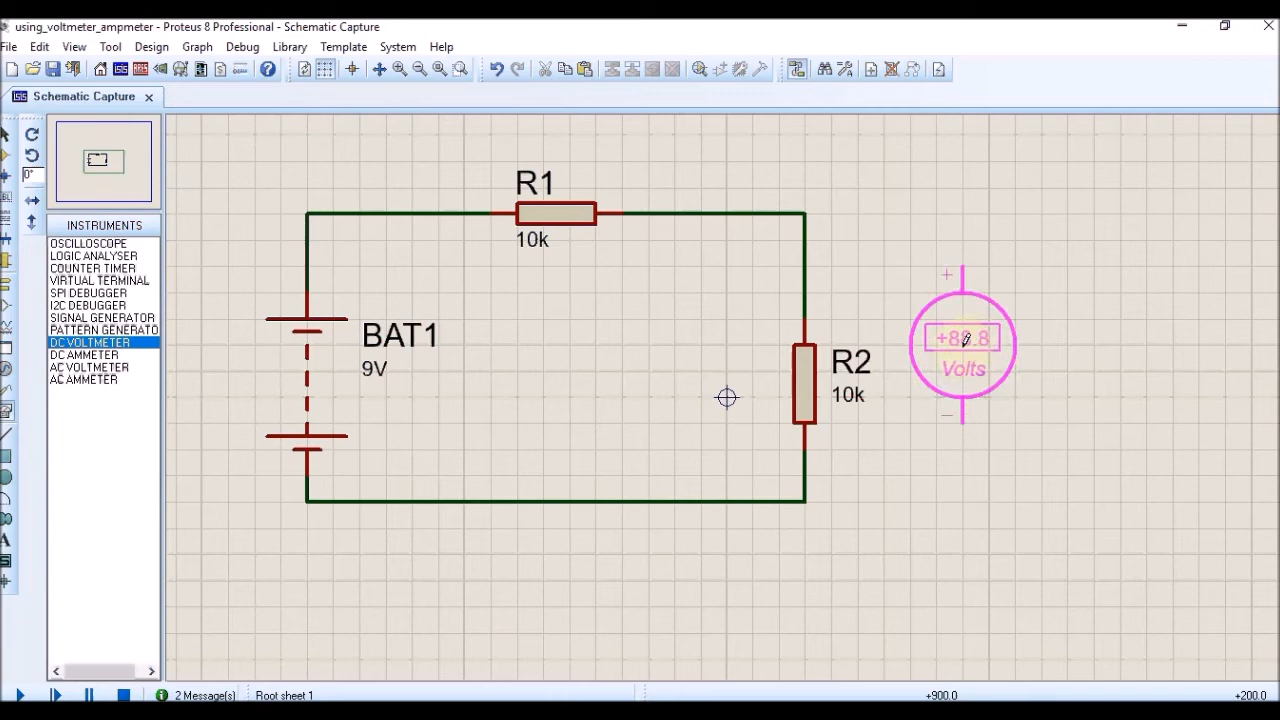 using_voltmeter_ampmeter - Proteus 8 Professional - Schematic Capture
File Edit View Tool Design Graph Debug Library Template System Help
Schematic Capture
0°
INSTRUMENTS
OSCILLOSCOPE
LOGIC ANALYSER
COUNTER TIMER
VIRTUAL TERMINAL
SPI DEBUGGER
I2C DEBUGGER
SIGNAL GENERATOR
PATTERN GENERATO
DC VOLTMETER
DC AMMETER
AC VOLTMETER
AC AMMETER
R1
10k
BAT1
9V
R2
10k
+
+88.8
Volts
−
2 Message(s) Root sheet 1 +900.0 +200.0